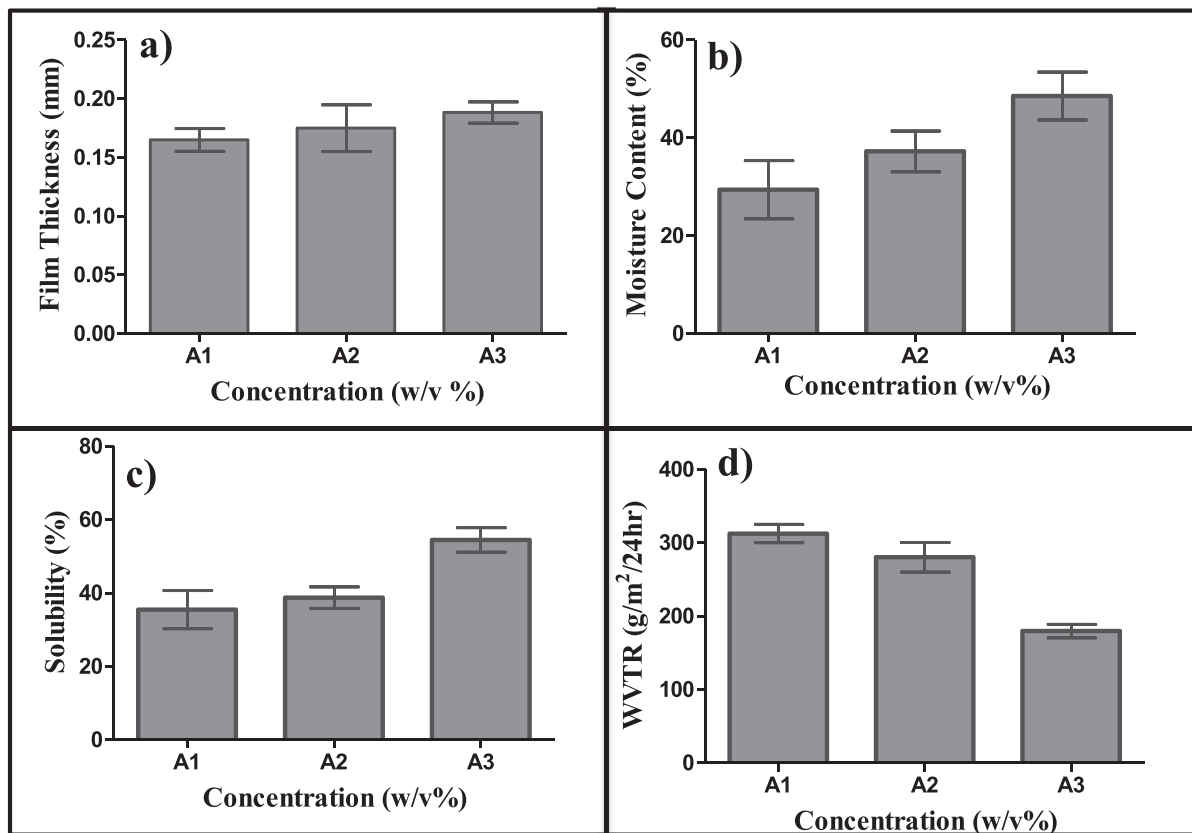 a)
Film Thickness (mm)
0.25
0.20
0.15
0.10
0.05
0.00
A1 A2 A3
Concentration (w/v %)
b)
Moisture Content (%)
60
40
20
0
A1 A2 A3
Concentration (w/v%)
c)
Solubility (%)
80
60
40
20
0
A1 A2 A3
Concentration (w/v%)
d)
WVTR (g/m²/24hr)
400
300
200
100
0
A1 A2 A3
Concentration (w/v%)